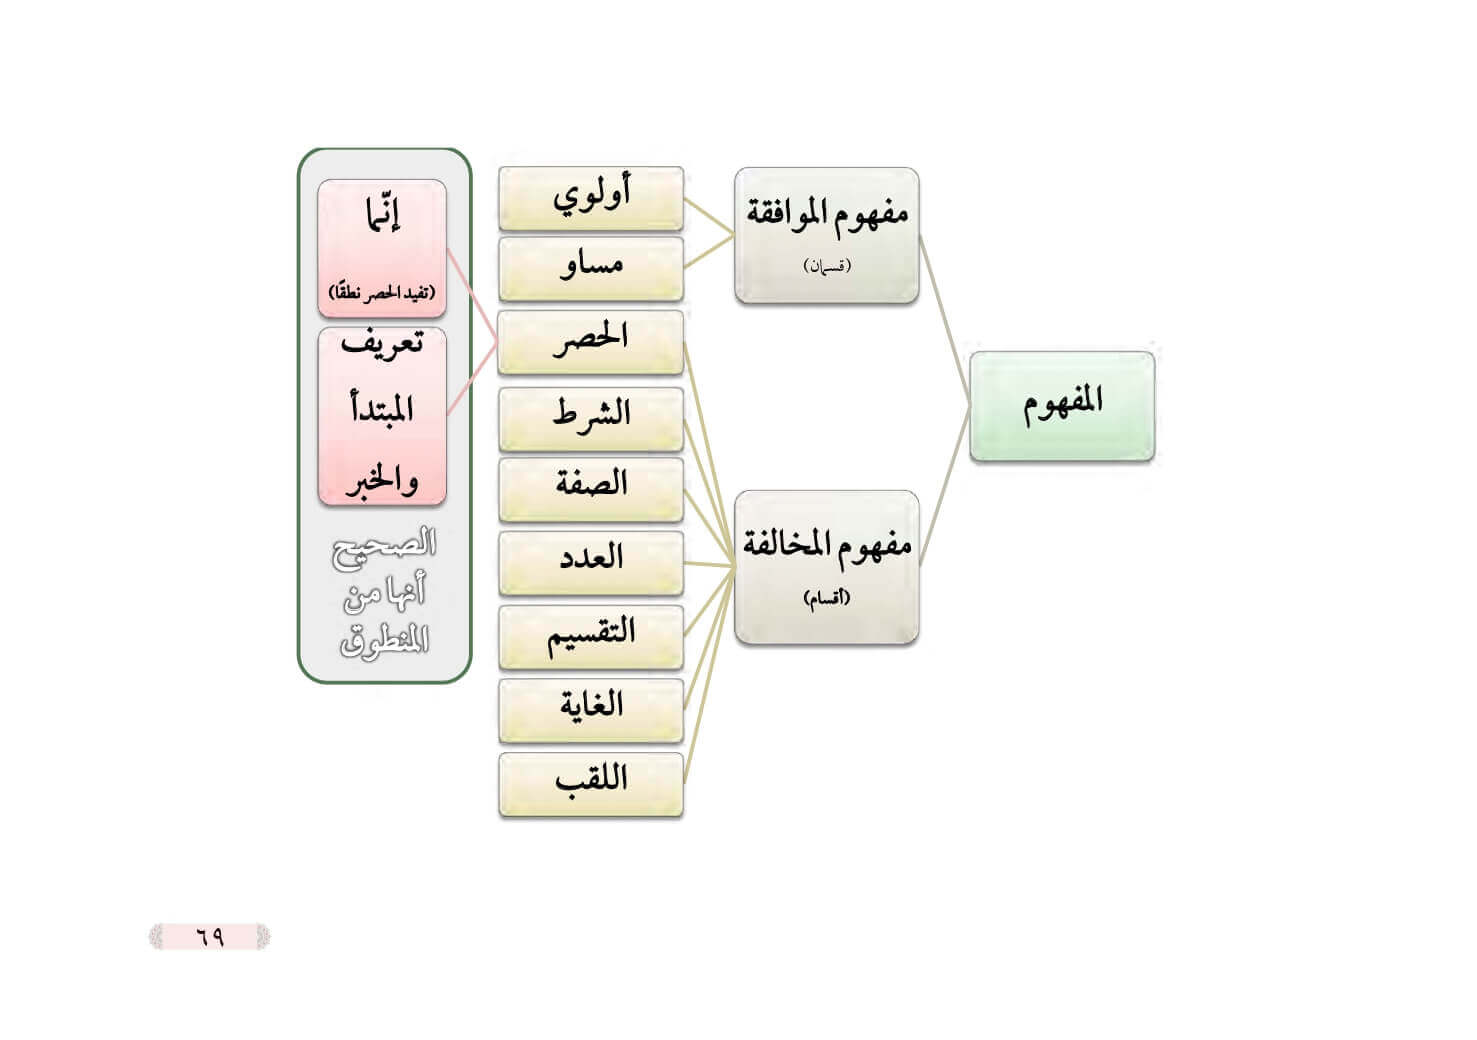 المفهوم
مفهوم الموافقة
(قسمان)
أولوي
مساو
مفهوم المخالفة
(أقسام)
الحصر
إنّما
(تفيد الحصر نطقًا)
تعريف
المبتدأ
والخبر
الصحيح
أنها من
المنطوق
الشرط
الصفة
العدد
التقسيم
الغاية
اللقب
٦٩